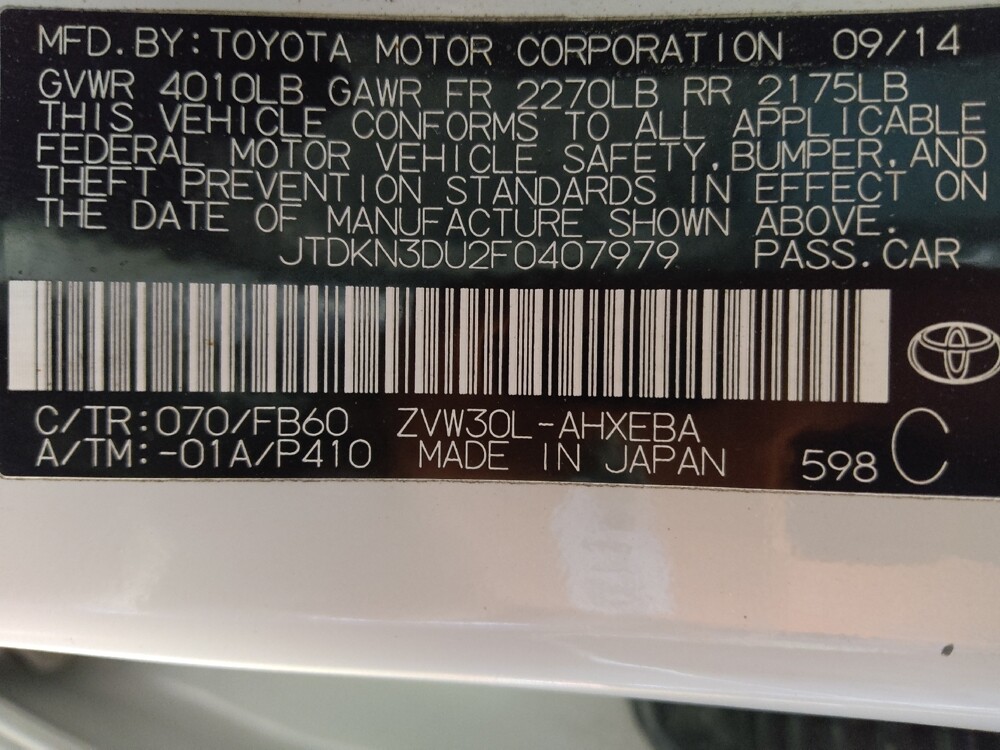 MFD. BY: TOYOTA MOTOR CORPORATION 09/14
GVWR 4010LB GAWR FR 2270LB RR 2175LB
THIS VEHICLE CONFORMS TO ALL APPLICABLE
FEDERAL MOTOR VEHICLE SAFETY, BUMPER, AND
THEFT PREVENTION STANDARDS IN EFFECT ON
THE DATE OF MANUFACTURE SHOWN ABOVE.
JTDKN3DU2F0407979 PASS. CAR
C/TR: 070/FB60 ZVW30L-AHXEBA
A/TM: -01A/P410 MADE IN JAPAN 598 C